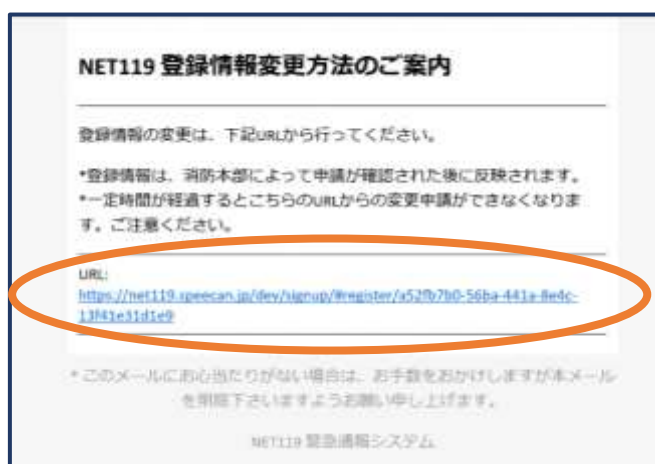 NET119 登録情報変更方法のご案内
登録情報の変更は、下記URLから行ってください。
*登録情報は、消防本部によって申請が確認された後に反映されます。
*一定時間が経過するとこちらのURLからの変更申請ができなくなりま
す。ご注意ください。
URL:
https://net119.speecan.jp/dev/signup/#register/a52fb7b0-56ba-441a-8e4c-
13f41e31d1e9
* このメールにお心当たりがない場合は、お手数をおかけしますが本メール
を削除下さいますようお願い申し上げます。
NET119 緊急通報システム